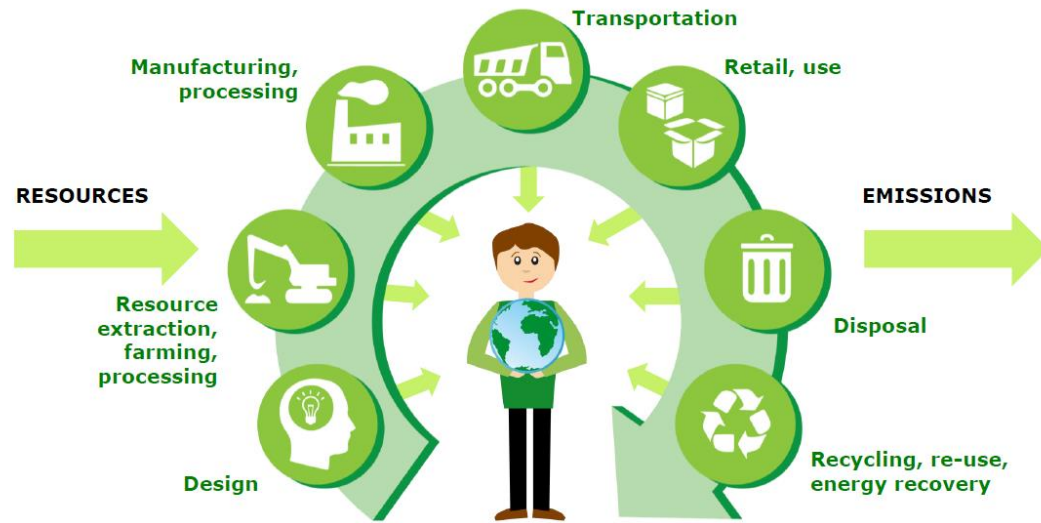 Transportation
Manufacturing,
processing
Retail, use
RESOURCES
EMISSIONS
Resource
extraction,
farming,
processing
Disposal
Design
Recycling, re-use,
energy recovery